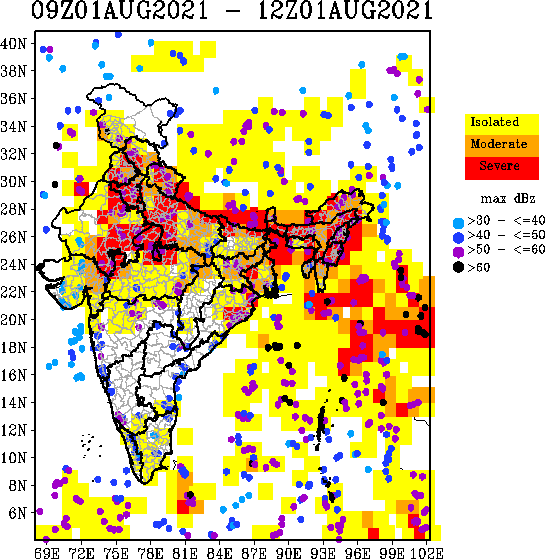 09Z01AUG2021 – 12Z01AUG2021
40N
38N
36N
34N
32N
30N
28N
26N
24N
22N
20N
18N
16N
14N
12N
10N
8N
6N
69E 72E 75E 78E 81E 84E 87E 90E 93E 96E 99E 102E
Isolated
Moderate
Severe
max dBz
>30 – <=40
>40 – <=50
>50 – <=60
>60